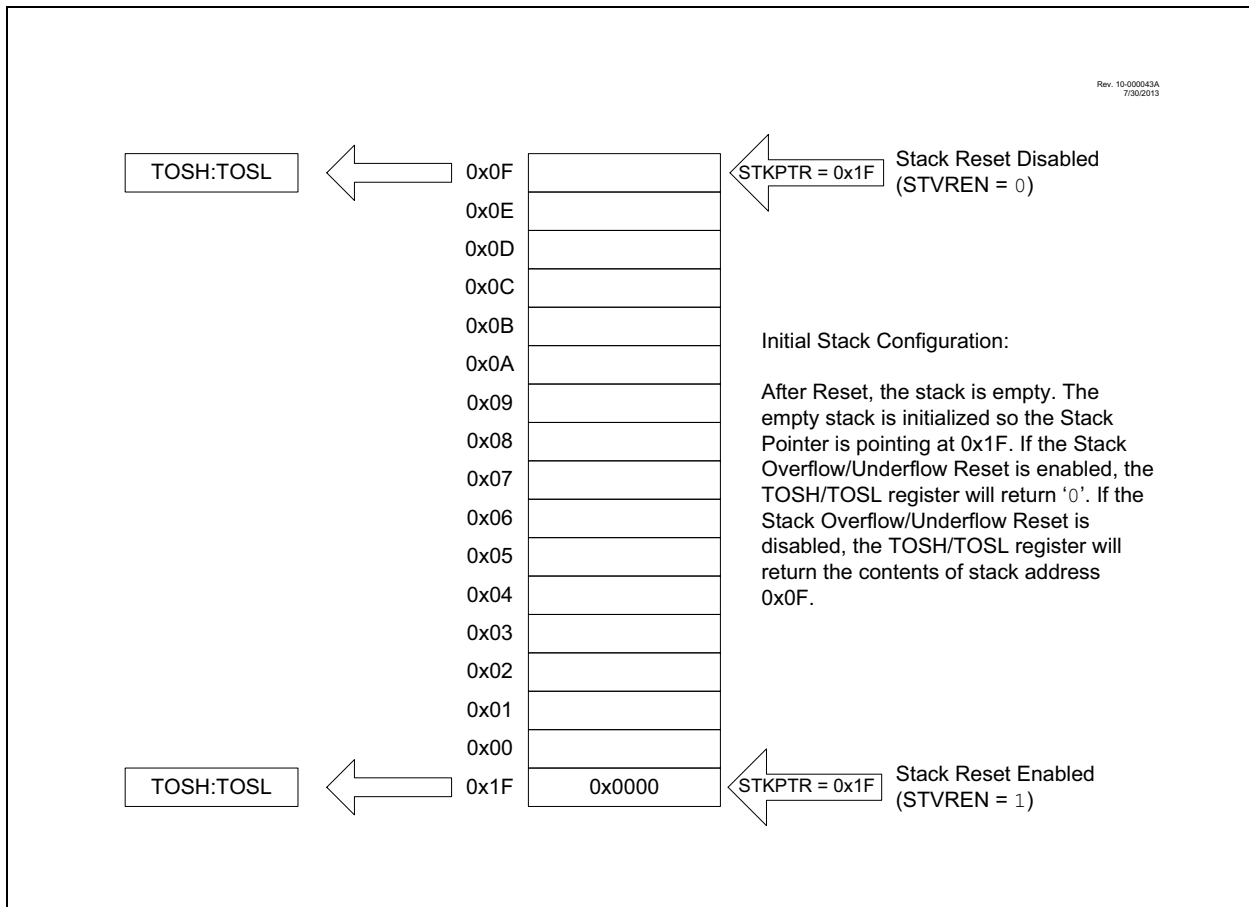 Rev. 10-000043A
7/30/2013
TOSH:TOSL
0x0F
STKPTR = 0x1F
Stack Reset Disabled
(STVREN = 0)
0x0E
0x0D
0x0C
0x0B
0x0A
0x09
0x08
0x07
0x06
0x05
0x04
0x03
0x02
0x01
0x00
Initial Stack Configuration:
After Reset, the stack is empty. The
empty stack is initialized so the Stack
Pointer is pointing at 0x1F. If the Stack
Overflow/Underflow Reset is enabled, the
TOSH/TOSL register will return ‘0’. If the
Stack Overflow/Underflow Reset is
disabled, the TOSH/TOSL register will
return the contents of stack address
0x0F.
TOSH:TOSL
0x1F
0x0000
STKPTR = 0x1F
Stack Reset Enabled
(STVREN = 1)